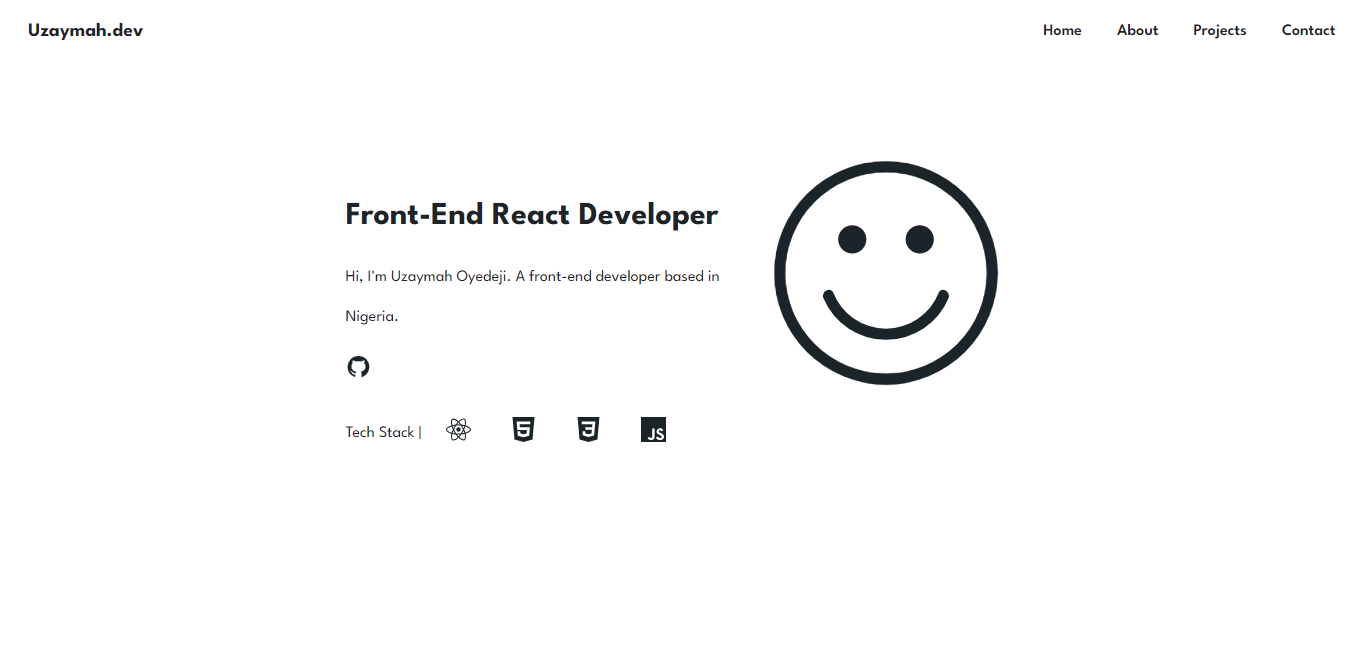 Uzaymah.dev
Home About Projects Contact
Front-End React Developer
Hi, I'm Uzaymah Oyedeji. A front-end developer based in
Nigeria.
Tech Stack |
5
3
JS